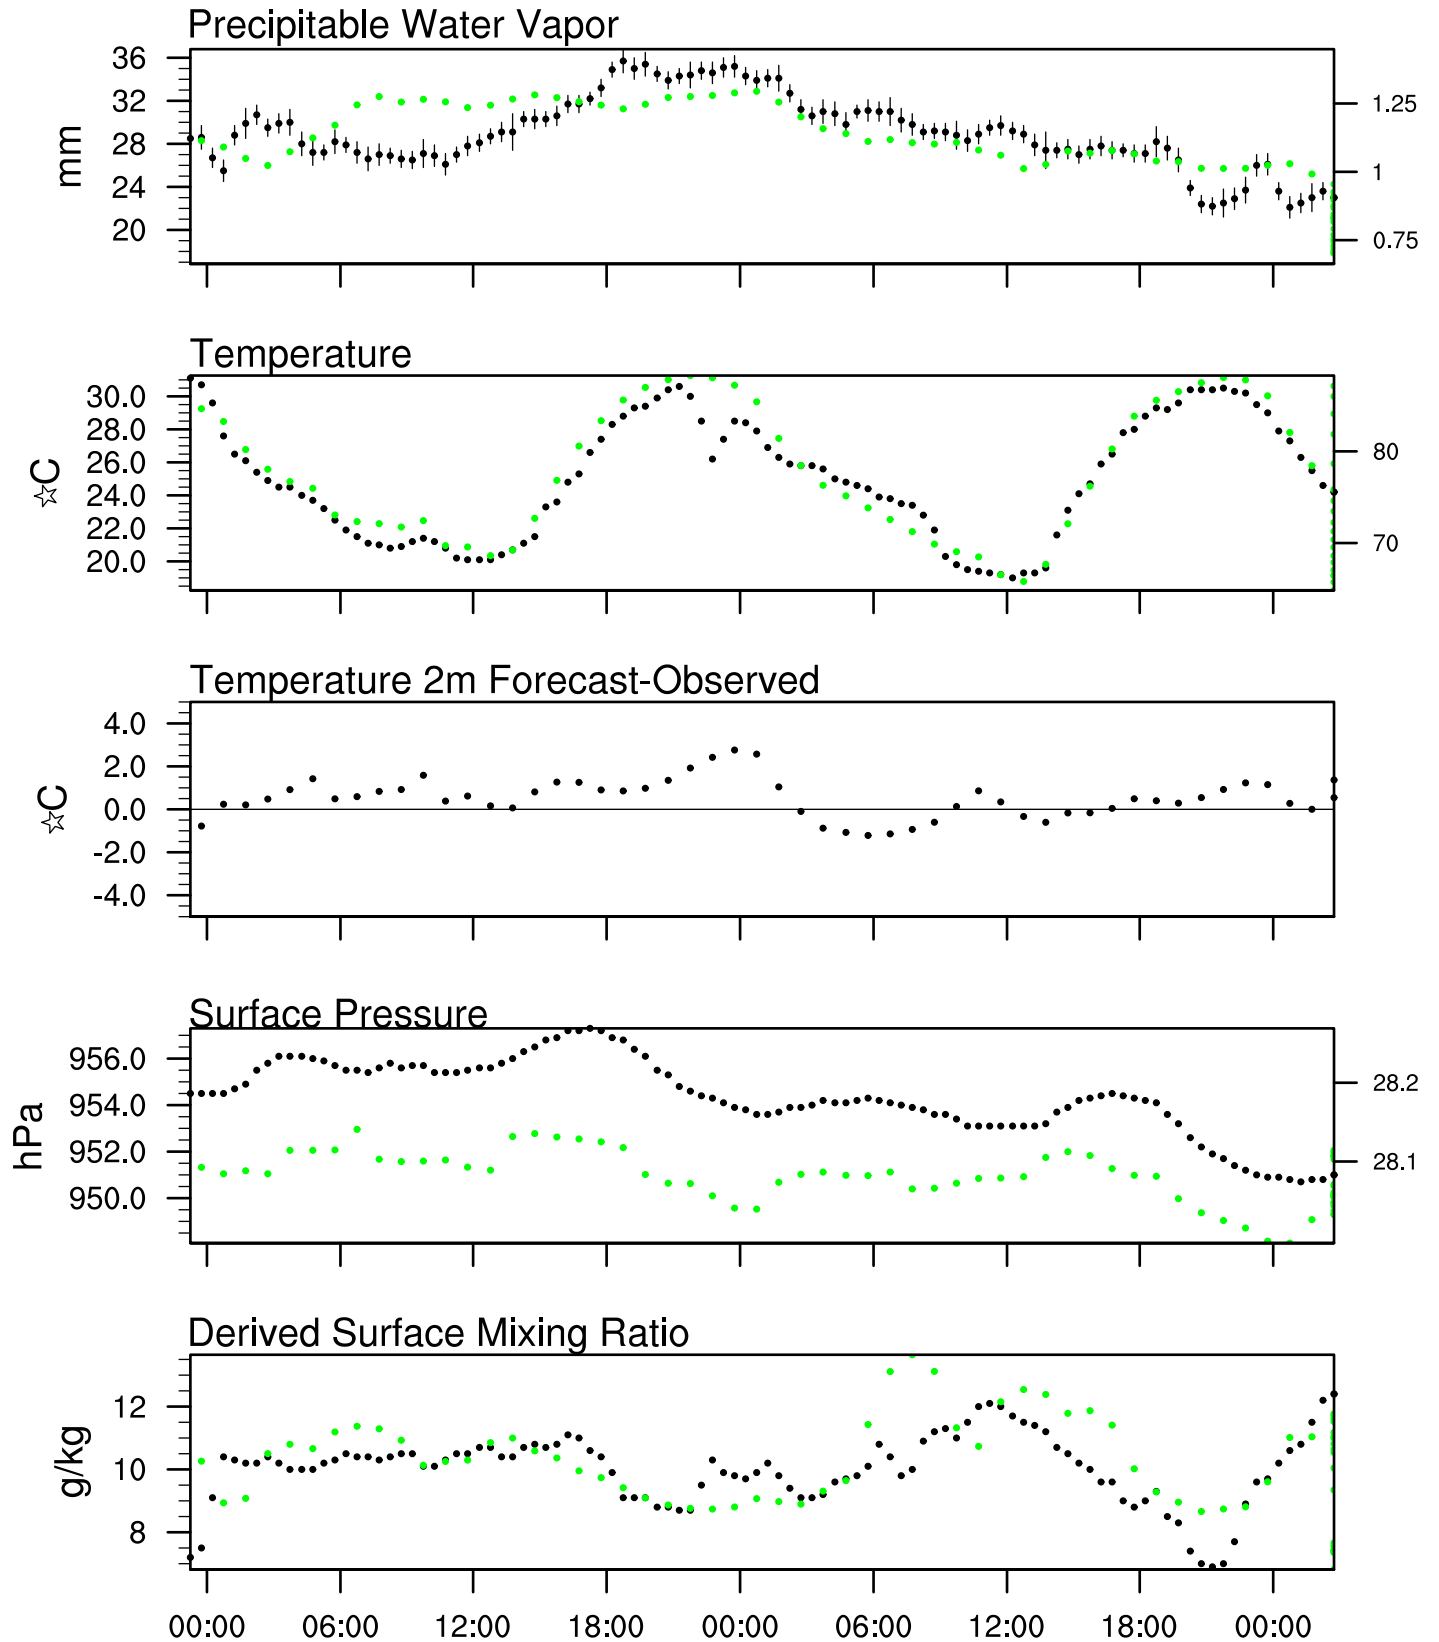 Precipitable Water Vapor
36
32
28
24
20
mm
1.25
1
0.75
Temperature
30.0
28.0
26.0
24.0
22.0
20.0
☆C
80
70
Temperature 2m Forecast-Observed
4.0
2.0
0.0
-2.0
-4.0
☆C
Surface Pressure
956.0
954.0
952.0
950.0
hPa
28.2
28.1
Derived Surface Mixing Ratio
12
10
8
g/kg
00:00 06:00 12:00 18:00 00:00 06:00 12:00 18:00 00:00